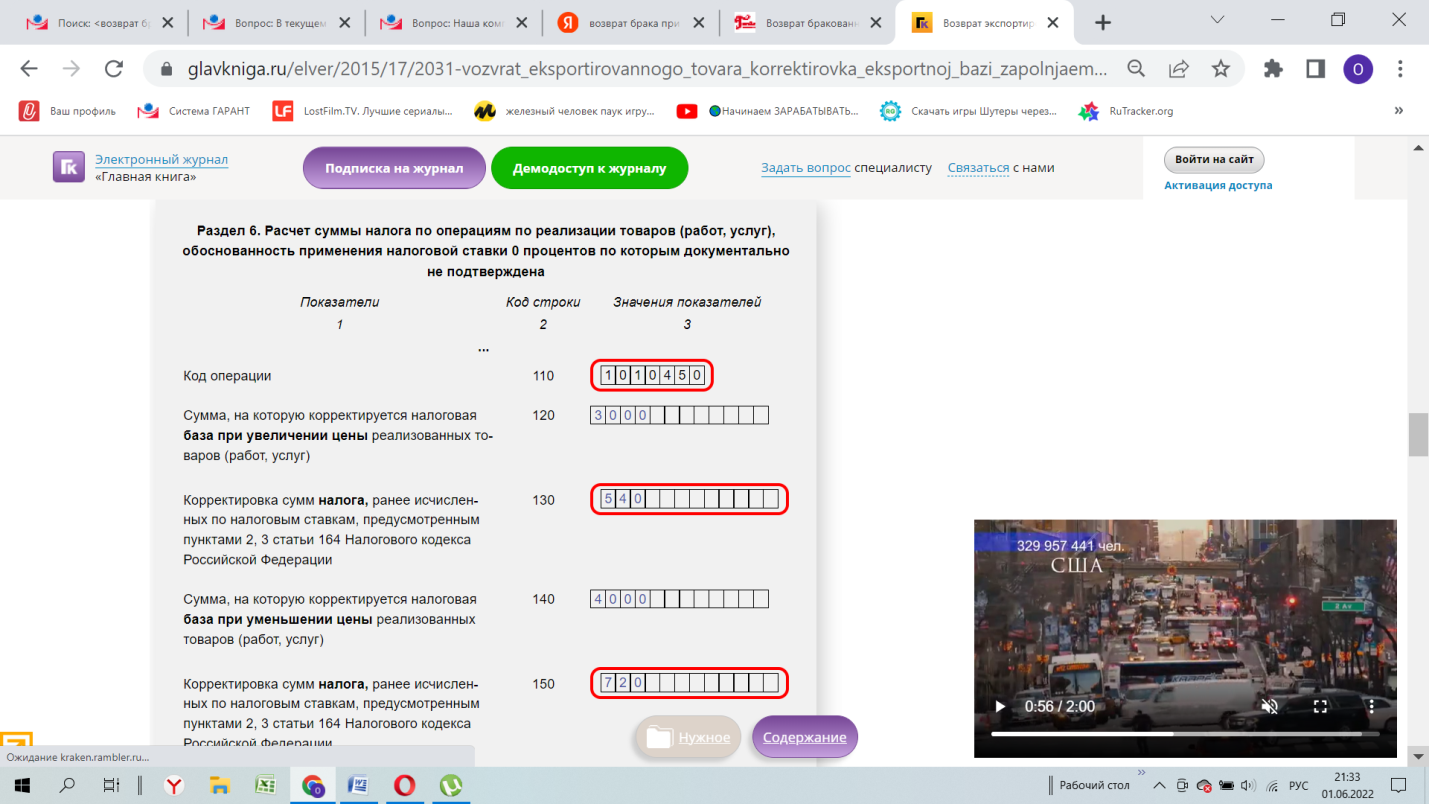 Поиск: <возврат б
Вопрос: В текущем
Вопрос: Наша ком
возврат брака при
Возврат бракованн
Возврат экспортир
glavkniga.ru/elver/2015/17/2031-vozvrat_eksportirovannogo_tovara_korrektirovka_eksportnoj_bazi_zapolnjaem...
О
Ваш профиль
Система ГАРАНТ
LostFilm.TV. Лучшие сериалы...
железный человек паук игру...
Начинаем ЗАРАБАТЫВАТЬ...
Скачать игры Шутеры через...
RuTracker.org
»
Гк
Электронный журнал
«Главная книга»
Подписка на журнал
Демодоступ к журналу
Задать вопрос специалисту
Связаться с нами
Войти на сайт
Активация доступа
Раздел 6. Расчет суммы налога по операциям по реализации товаров (работ, услуг),
обоснованность применения налоговой ставки 0 процентов по которым документально
не подтверждена
Показатели Код строки Значения показателей
1 2 3
...
Код операции 110 1010450
Сумма, на которую корректируется налоговая 120 3000
база при увеличении цены реализованных то-
варов (работ, услуг)
Корректировка сумм налога, ранее исчислен- 130 540
ных по налоговым ставкам, предусмотренным
пунктами 2, 3 статьи 164 Налогового кодекса
Российской Федерации
Сумма, на которую корректируется налоговая 140 4000
база при уменьшении цены реализованных
товаров (работ, услуг)
Корректировка сумм налога, ранее исчислен- 150 720
ных по налоговым ставкам, предусмотренным
пунктами 2, 3 статьи 164 Налогового кодекса
Российской Федерации
Нужное
Содержание
329 957 441 чел.
США
2 Av
0:56 / 2:00
Ожидание kraken.rambler.ru...
Рабочий стол
»
РУС
21:33
01.06.2022